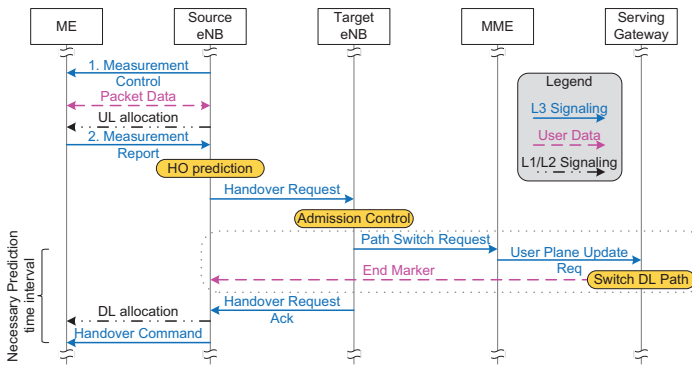 ME
Source
eNB
Target
eNB
MME
Serving
Gateway
1. Measurement
Control
Packet Data
UL allocation
2. Measurement
Report
HO prediction
Handover Request
Admission Control
Path Switch Request
User Plane Update
Req
End Marker
Switch DL Path
Handover Request
Ack
DL allocation
Handover Command
Necessary Prediction
time interval
Legend
L3 Signaling
User Data
L1/L2 Signaling